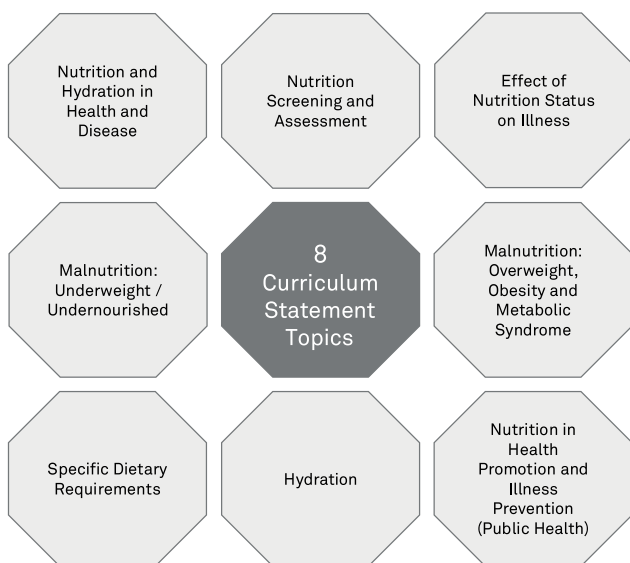 Nutrition and
Hydration in
Health and
Disease
Nutrition
Screening and
Assessment
Effect of
Nutrition Status
on Illness
Malnutrition:
Underweight /
Undernourished
8
Curriculum
Statement
Topics
Malnutrition:
Overweight,
Obesity and
Metabolic
Syndrome
Specific Dietary
Requirements
Hydration
Nutrition in
Health
Promotion and
Illness
Prevention
(Public Health)